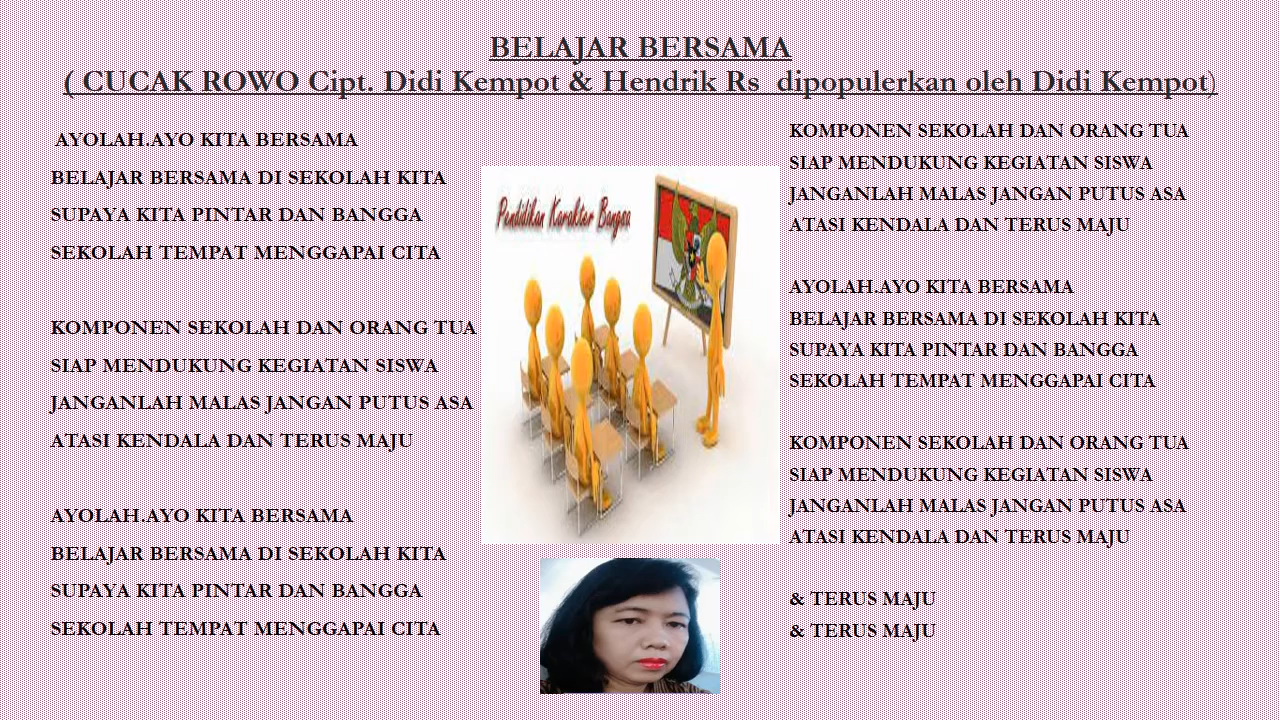 BELAJAR BERSAMA
( CUCAK ROWO Cipt. Didi Kempot & Hendrik Rs  dipopulerkan oleh Didi Kempot)
AYOLAH.AYO KITA BERSAMA
BELAJAR BERSAMA DI SEKOLAH KITA
SUPAYA KITA PINTAR DAN BANGGA
SEKOLAH TEMPAT MENGGAPAI CITA
KOMPONEN SEKOLAH DAN ORANG TUA
SIAP MENDUKUNG KEGIATAN SISWA
JANGANLAH MALAS JANGAN PUTUS ASA
ATASI KENDALA DAN TERUS MAJU
AYOLAH.AYO KITA BERSAMA
BELAJAR BERSAMA DI SEKOLAH KITA
SUPAYA KITA PINTAR DAN BANGGA
SEKOLAH TEMPAT MENGGAPAI CITA
Pendidikan Karakter Bangsa
KOMPONEN SEKOLAH DAN ORANG TUA
SIAP MENDUKUNG KEGIATAN SISWA
JANGANLAH MALAS JANGAN PUTUS ASA
ATASI KENDALA DAN TERUS MAJU
AYOLAH.AYO KITA BERSAMA
BELAJAR BERSAMA DI SEKOLAH KITA
SUPAYA KITA PINTAR DAN BANGGA
SEKOLAH TEMPAT MENGGAPAI CITA
KOMPONEN SEKOLAH DAN ORANG TUA
SIAP MENDUKUNG KEGIATAN SISWA
JANGANLAH MALAS JANGAN PUTUS ASA
ATASI KENDALA DAN TERUS MAJU
& TERUS MAJU
& TERUS MAJU